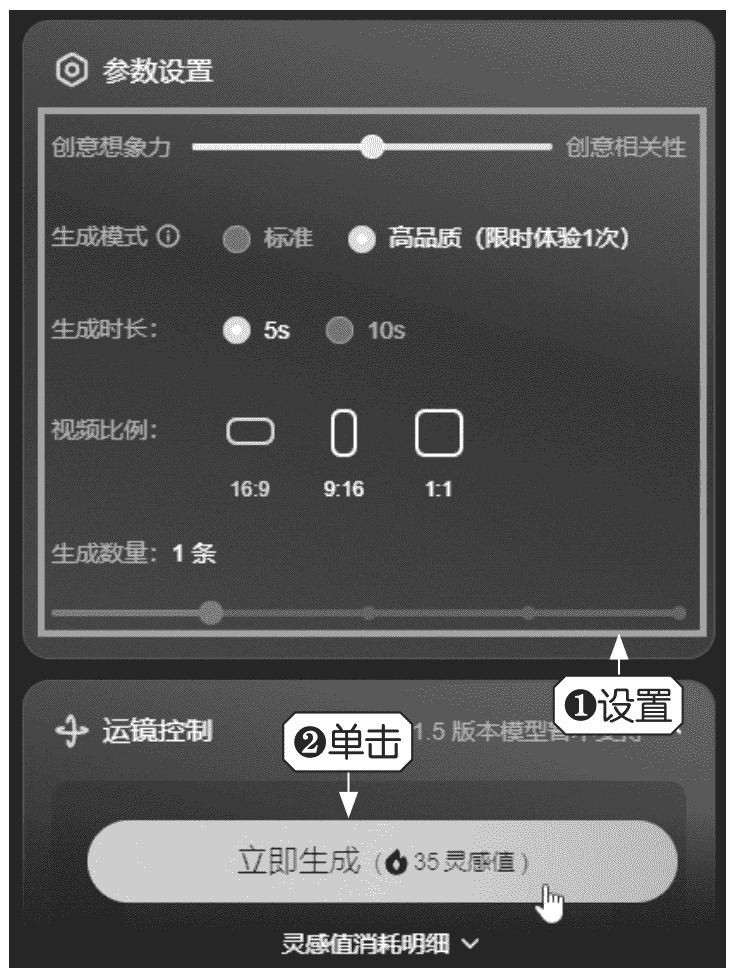 参数设置
创意想象力 创意相关性
生成模式 标准 高品质（限时体验1次）
生成时长： 5s 10s
视频比例：
16:9 9:16 1:1
生成数量：1 条
❶设置
运镜控制 1.5 版本模型暂不支持
❷单击
立即生成（35 灵感值）
灵感值消耗明细